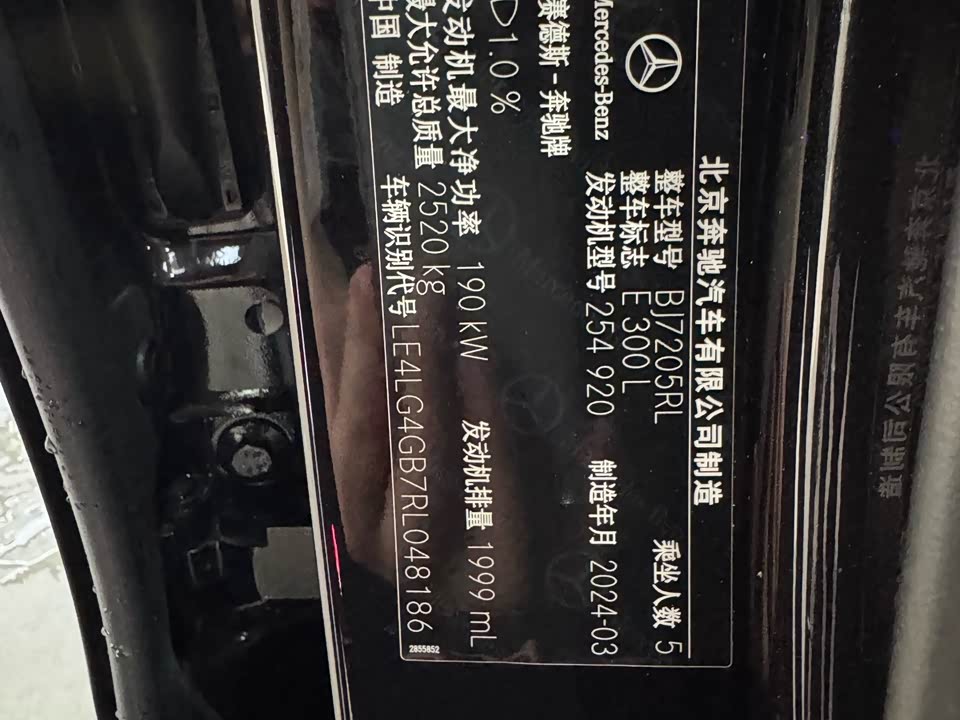 北京奔驰汽车有限公司制造
Mercedes-Benz
整车型号 BJ7205RL 乘坐人数 5
整车标志 E 300 L
发动机型号 254 920 制造年月 2024-03
赛德斯-奔驰牌
1.0 %
发动机最大净功率 190 kW 发动机排量 1999 mL
最大允许总质量 2520 kg
中国 制造 车辆识别代号 LE4LG4GB7RL048186
2855852